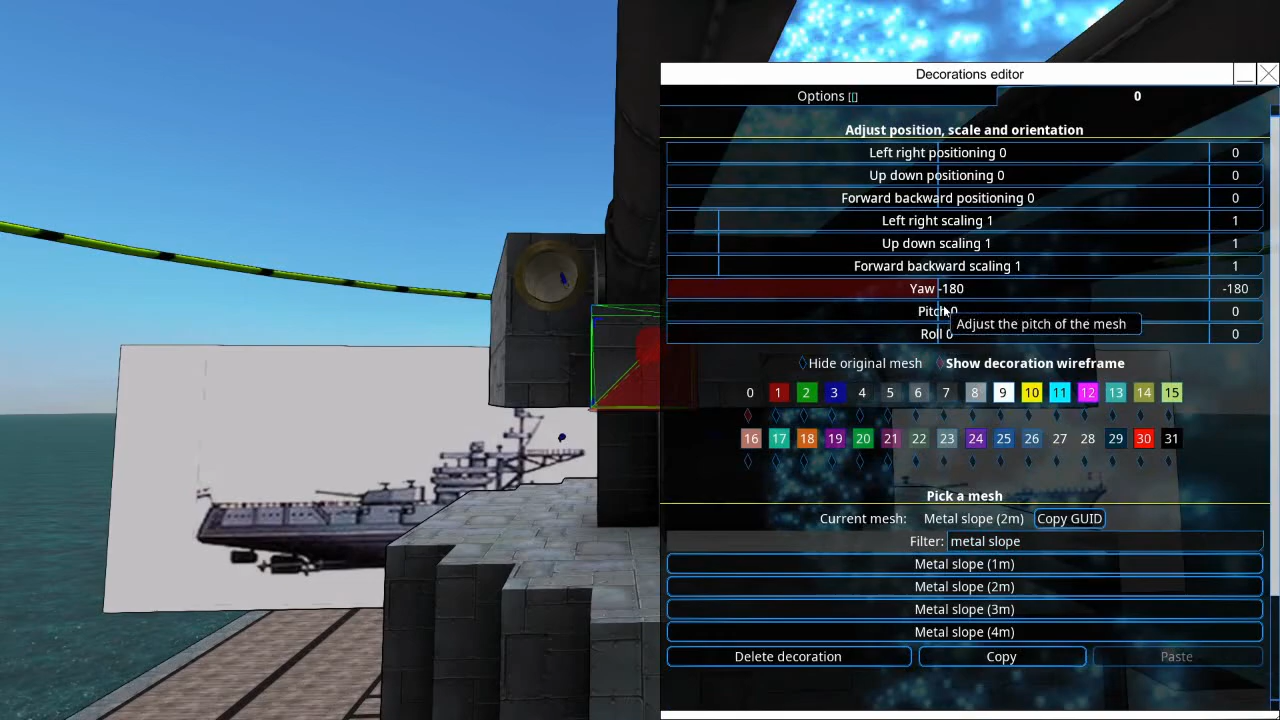 Decorations editor
Options [[]
0
Adjust position, scale and orientation
Left right positioning 0
0
Up down positioning 0
0
Forward backward positioning 0
0
Left right scaling 1
1
Up down scaling 1
1
Forward backward scaling 1
1
Yaw -180
-180
Pitch 0
0
Adjust the pitch of the mesh
Roll 0
0
Hide original mesh
Show decoration wireframe
0 1 2 3 4 5 6 7 8 9 10 11 12 13 14 15
16 17 18 19 20 21 22 23 24 25 26 27 28 29 30 31
Pick a mesh
Current mesh: Metal slope (2m) Copy GUID
Filter: metal slope
Metal slope (1m)
Metal slope (2m)
Metal slope (3m)
Metal slope (4m)
Delete decoration
Copy
Paste